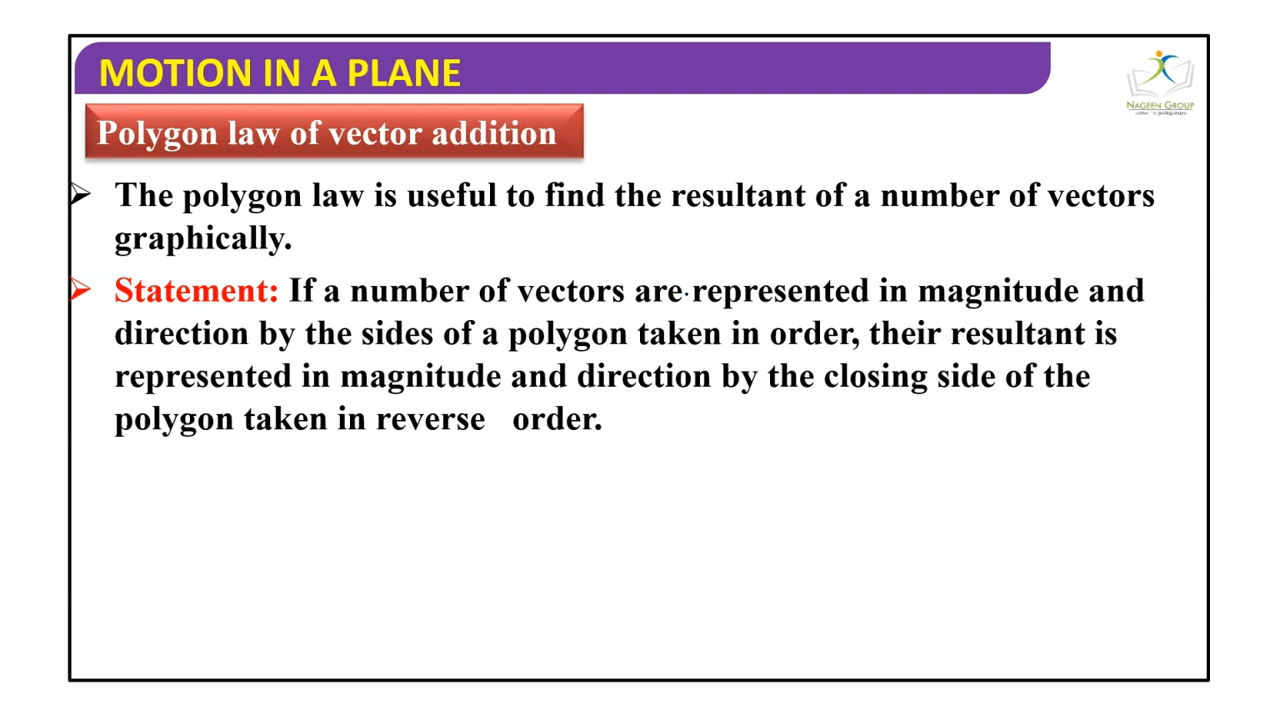 MOTION IN A PLANE
NAGEEN GROUP
Polygon law of vector addition
➢ The polygon law is useful to find the resultant of a number of vectors
graphically.
➢ Statement: If a number of vectors are represented in magnitude and
direction by the sides of a polygon taken in order, their resultant is
represented in magnitude and direction by the closing side of the
polygon taken in reverse order.